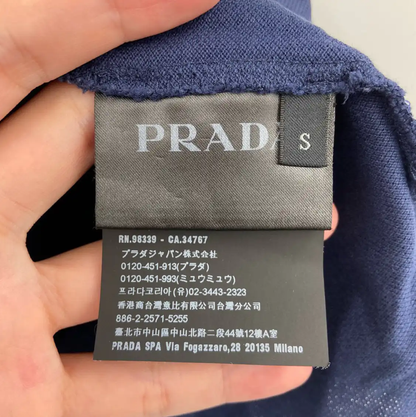 PRADA
S
RN.98339 - CA.34767
プラダジャパン株式会社
0120-451-913(プラダ)
0120-451-993(ミュウミュウ)
프라다코리아(유)02-3443-2323
香港商台灣意比有限公司台灣分公司
886-2-2571-5255
臺北市中山區中山北路二段44號12樓A室
PRADA SPA Via Fogazzaro,28 20135 Milano